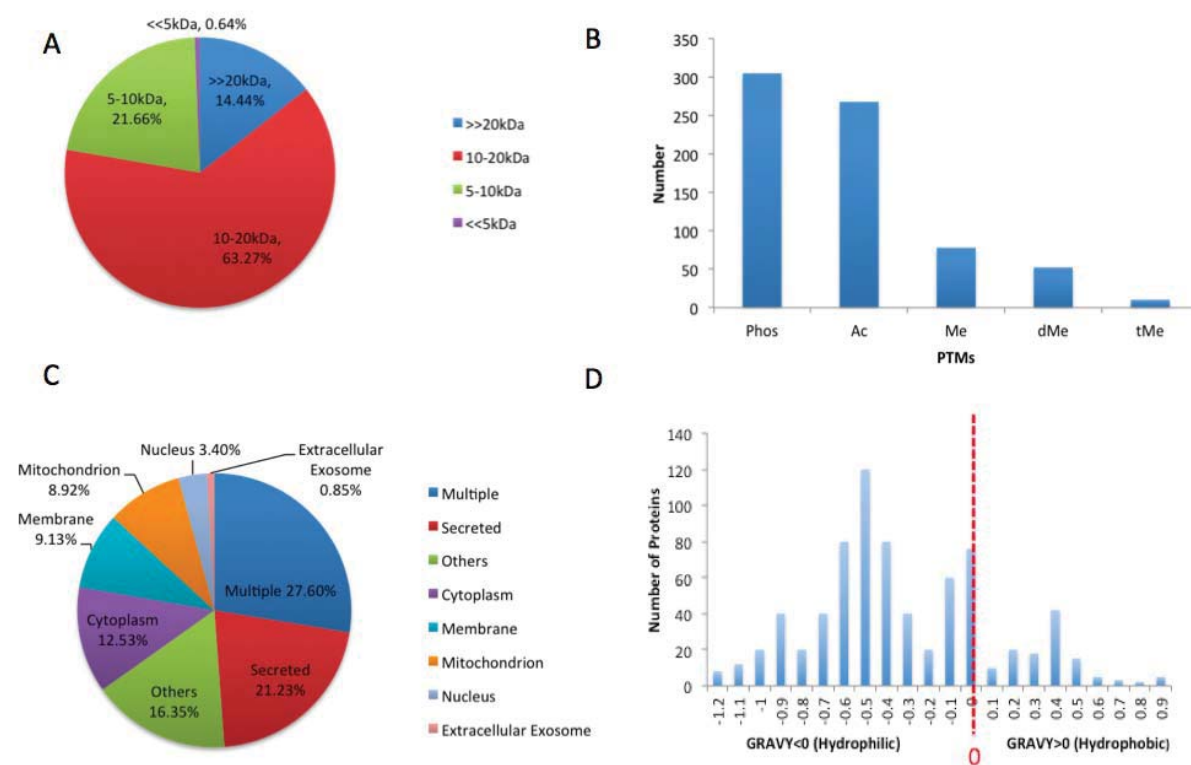 A
<<5kDa, 0.64%
>>20kDa,
14.44%
5-10kDa,
21.66%
10-20kDa,
63.27%
>>20kDa
10-20kDa
5-10kDa
<<5kDa
B
350
300
250
200
150
100
50
0
Number
Phos Ac Me dMe tMe
PTMs
C
Nucleus 3.40%
Extracellular
Exosome
0.85%
Mitochondrion
8.92%
Membrane
9.13%
Multiple 27.60%
Cytoplasm
12.53%
Secreted
21.23%
Others
16.35%
Multiple
Secreted
Others
Cytoplasm
Membrane
Mitochondrion
Nucleus
Extracellular Exosome
D
140
120
100
80
60
40
20
0
Number of Proteins
-1.2 -1.1 -1 -0.9 -0.8 -0.7 -0.6 -0.5 -0.4 -0.3 -0.2 -0.1 0 0.1 0.2 0.3 0.4 0.5 0.6 0.7 0.8 0.9
GRAVY<0 (Hydrophilic) GRAVY>0 (Hydrophobic)
0